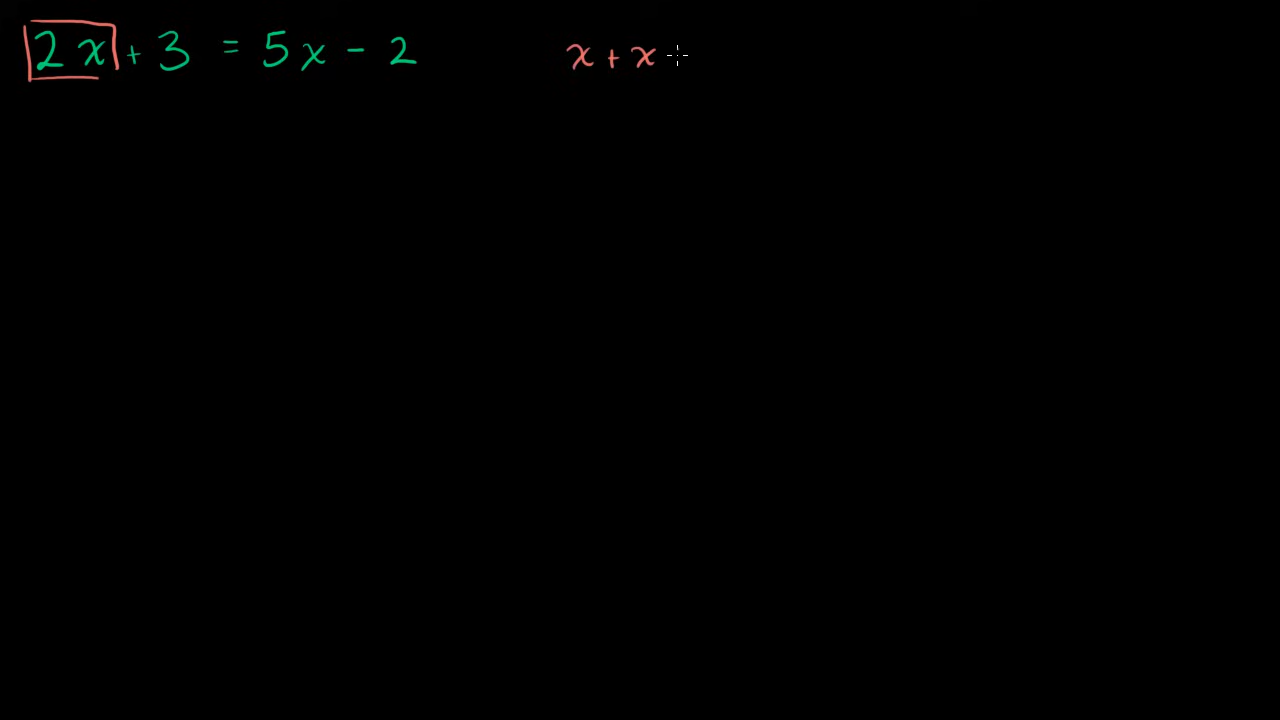 2x + 3 = 5x - 2
x + x